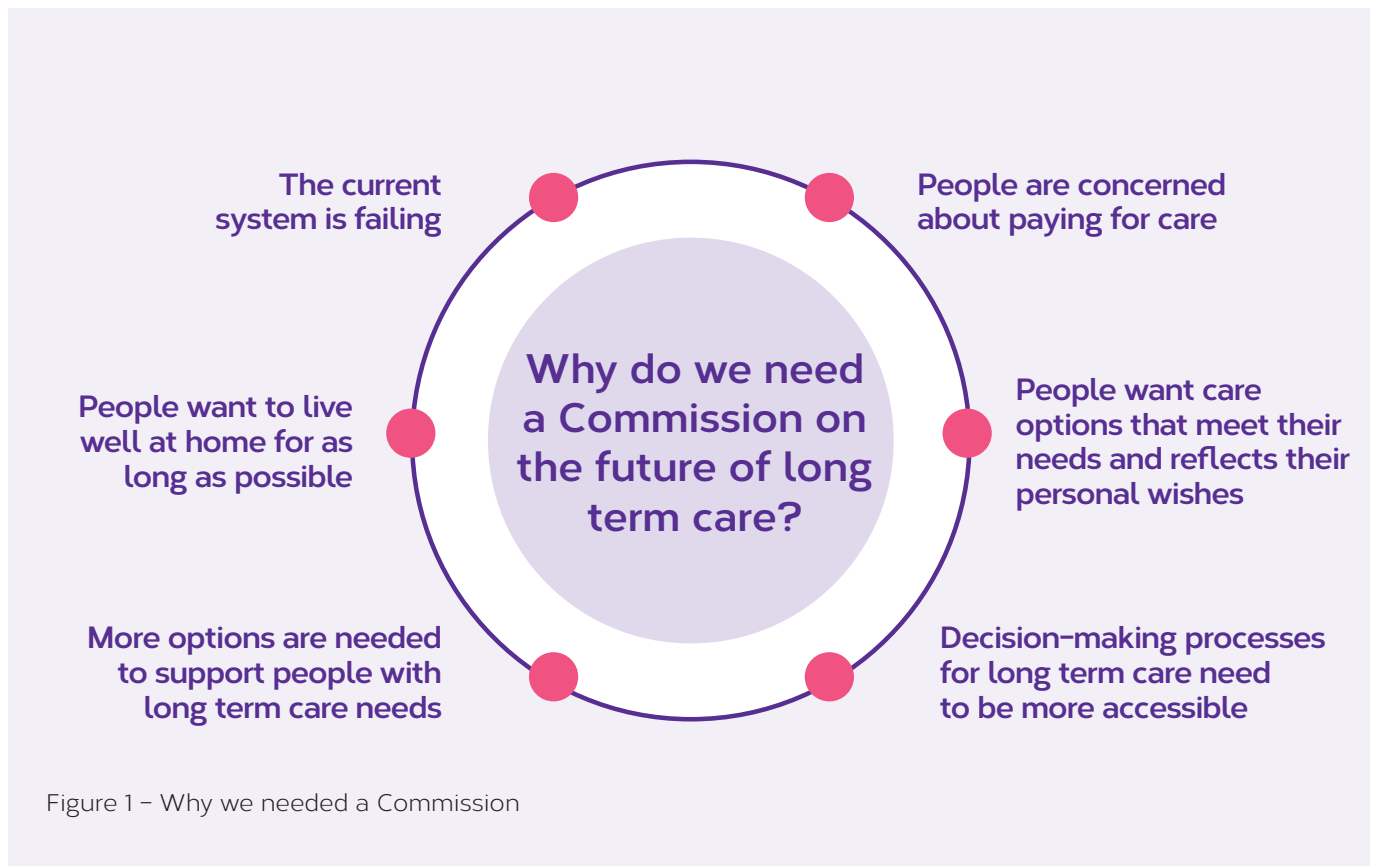 The current
system is failing
People are concerned
about paying for care
Why do we need
a Commission on
the future of long
term care?
People want to live
well at home for as
long as possible
People want care
options that meet their
needs and reflects their
personal wishes
More options are needed
to support people with
long term care needs
Decision-making processes
for long term care need
to be more accessible
Figure 1 – Why we needed a Commission